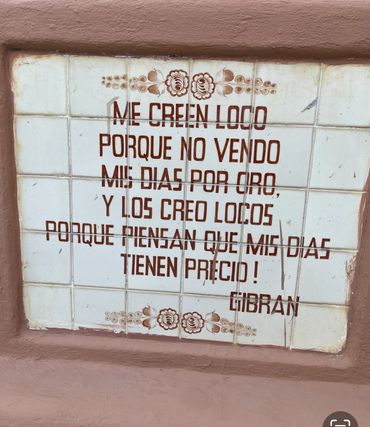 ME CREEN LOCO
PORQUE NO VENDO
MIS DIAS POR ORO,
Y LOS CREO LOCOS
PORQUE PIENSAN QUE MIS DIAS
TIENEN PRECIO!
GIBRAN